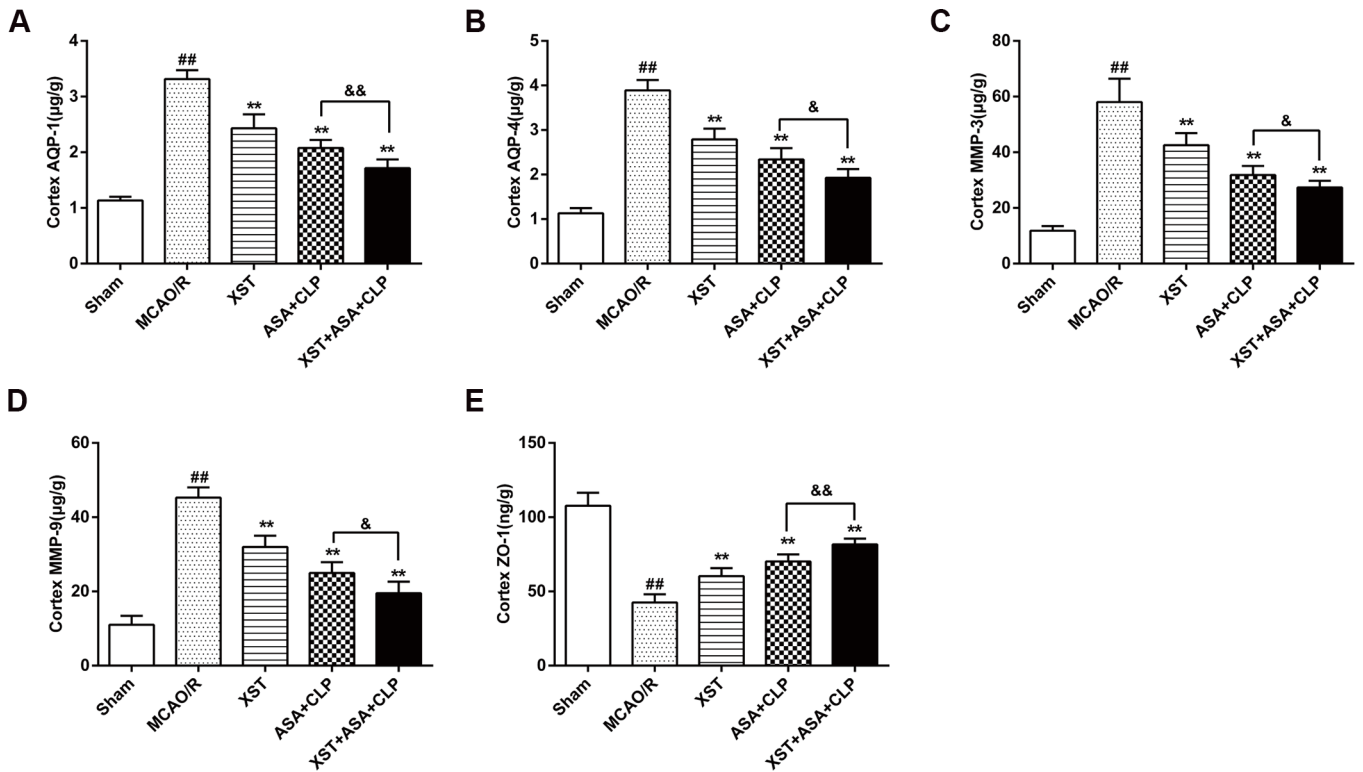 A
Cortex AQP-1(μg/g)
4
3
2
1
0
##
**
**
&&
**
Sham
MCAO/R
XST
ASA+CLP
XST+ASA+CLP
B
Cortex AQP-4(μg/g)
5
4
3
2
1
0
##
**
**
&
**
Sham
MCAO/R
XST
ASA+CLP
XST+ASA+CLP
C
Cortex MMP-3(μg/g)
80
60
40
20
0
##
**
**
&
**
Sham
MCAO/R
XST
ASA+CLP
XST+ASA+CLP
D
Cortex MMP-9(μg/g)
60
40
20
0
##
**
**
&
**
Sham
MCAO/R
XST
ASA+CLP
XST+ASA+CLP
E
Cortex ZO-1(ng/g)
150
100
50
0
##
**
**
&&
**
Sham
MCAO/R
XST
ASA+CLP
XST+ASA+CLP